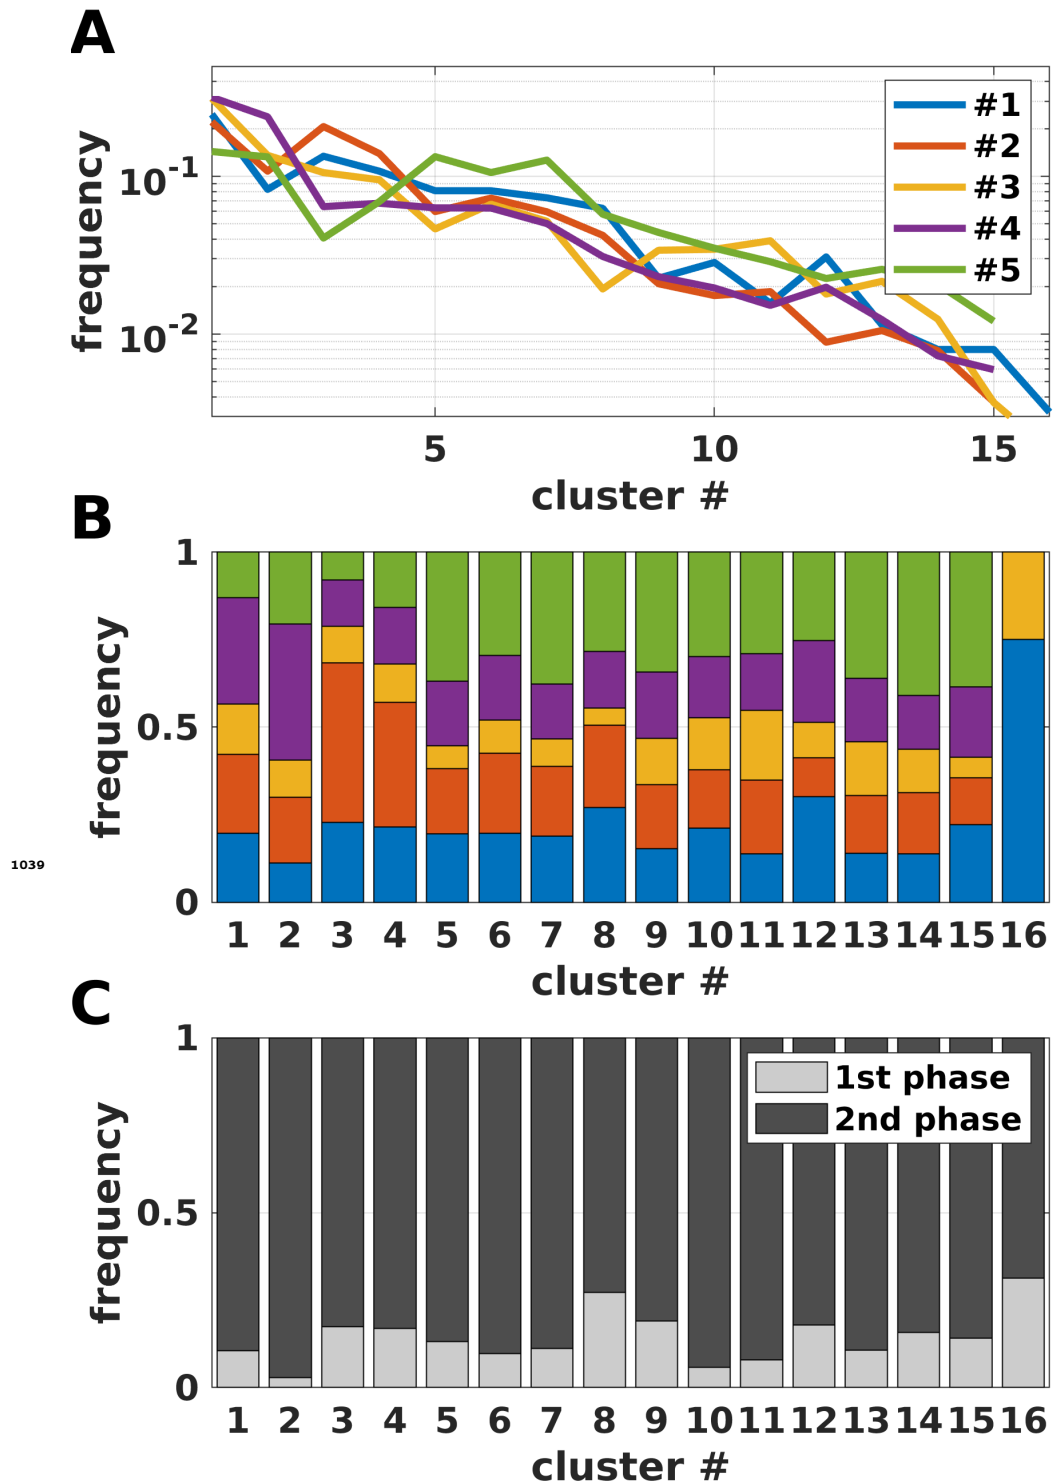 A
frequency
10-1
10-2
#1
#2
#3
#4
#5
5 10 15
cluster #
B
frequency
1
0.5
0
1039
1 2 3 4 5 6 7 8 9 10 11 12 13 14 15 16
cluster #
C
frequency
1
0.5
0
1st phase
2nd phase
1 2 3 4 5 6 7 8 9 10 11 12 13 14 15 16
cluster #